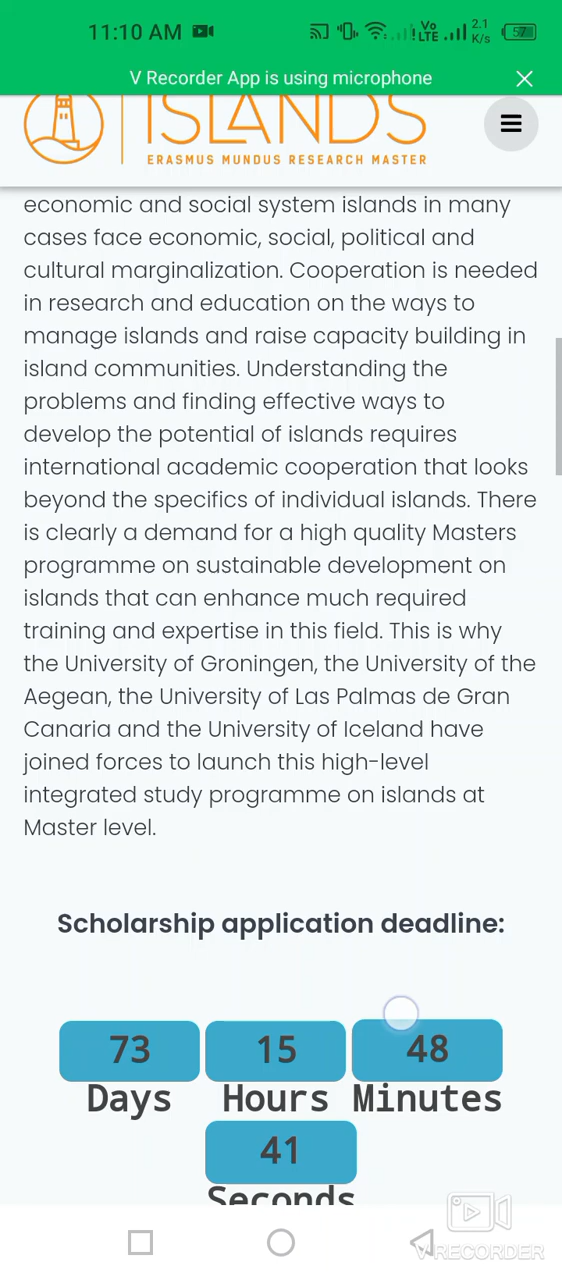 11:10 AM
Vo LTE 2.1 K/s 57
V Recorder App is using microphone
ISLANDS
ERASMUS MUNDUS RESEARCH MASTER
economic and social system islands in many
cases face economic, social, political and
cultural marginalization. Cooperation is needed
in research and education on the ways to
manage islands and raise capacity building in
island communities. Understanding the
problems and finding effective ways to
develop the potential of islands requires
international academic cooperation that looks
beyond the specifics of individual islands. There
is clearly a demand for a high quality Masters
programme on sustainable development on
islands that can enhance much required
training and expertise in this field. This is why
the University of Groningen, the University of the
Aegean, the University of Las Palmas de Gran
Canaria and the University of Iceland have
joined forces to launch this high-level
integrated study programme on islands at
Master level.
Scholarship application deadline:
73 15 48
Days Hours Minutes
41
Seconds
V RECORDER